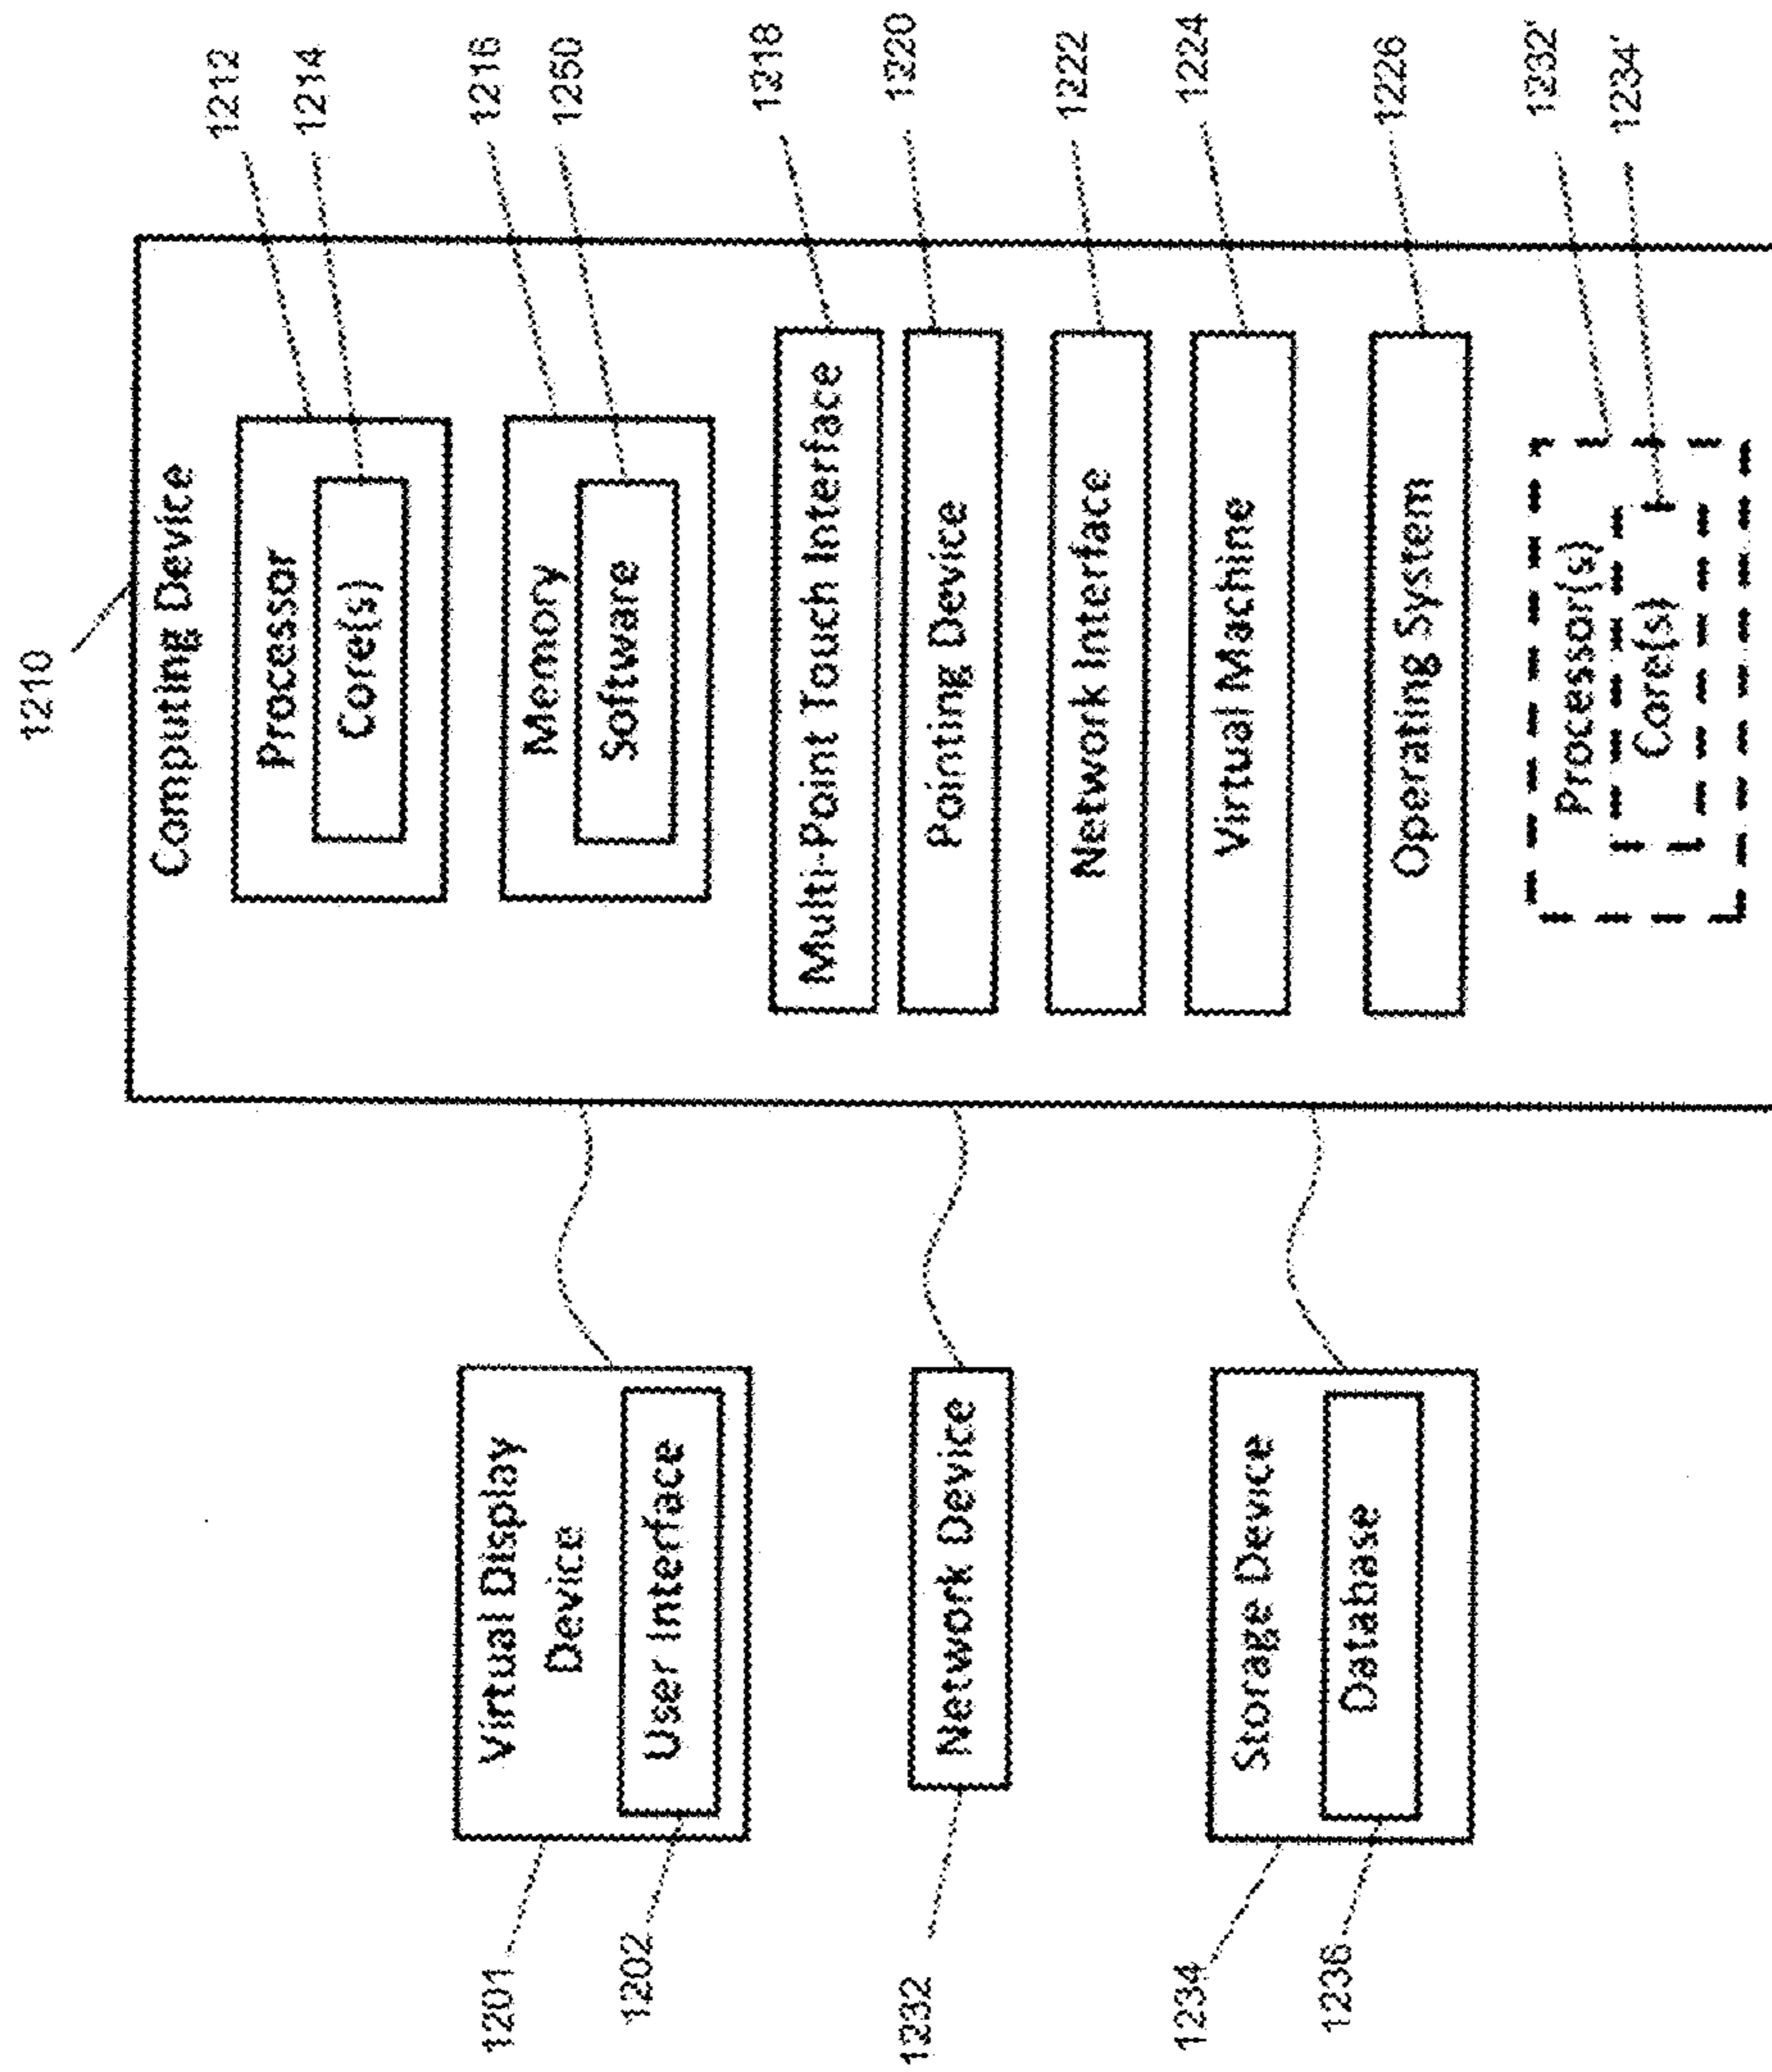 1210
Computing Device
1212
Processor
1214
Core(s)
1216
Memory
1250
Software
1218
Multi-Point Touch Interface
1220
Pointing Device
1222
Network Interface
1224
Virtual Machine
1226
Operating System
1232'
Processor(s)
1234'
Core(s)
1201
Virtual Display
Device
1202
User Interface
1232
Network Device
1234
Storage Device
1236
Database